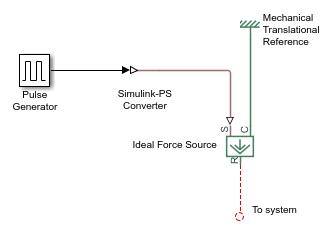 Mechanical
Translational
Reference
Pulse
Generator
Simulink-PS
Converter
S
C
Ideal Force Source
R
To system